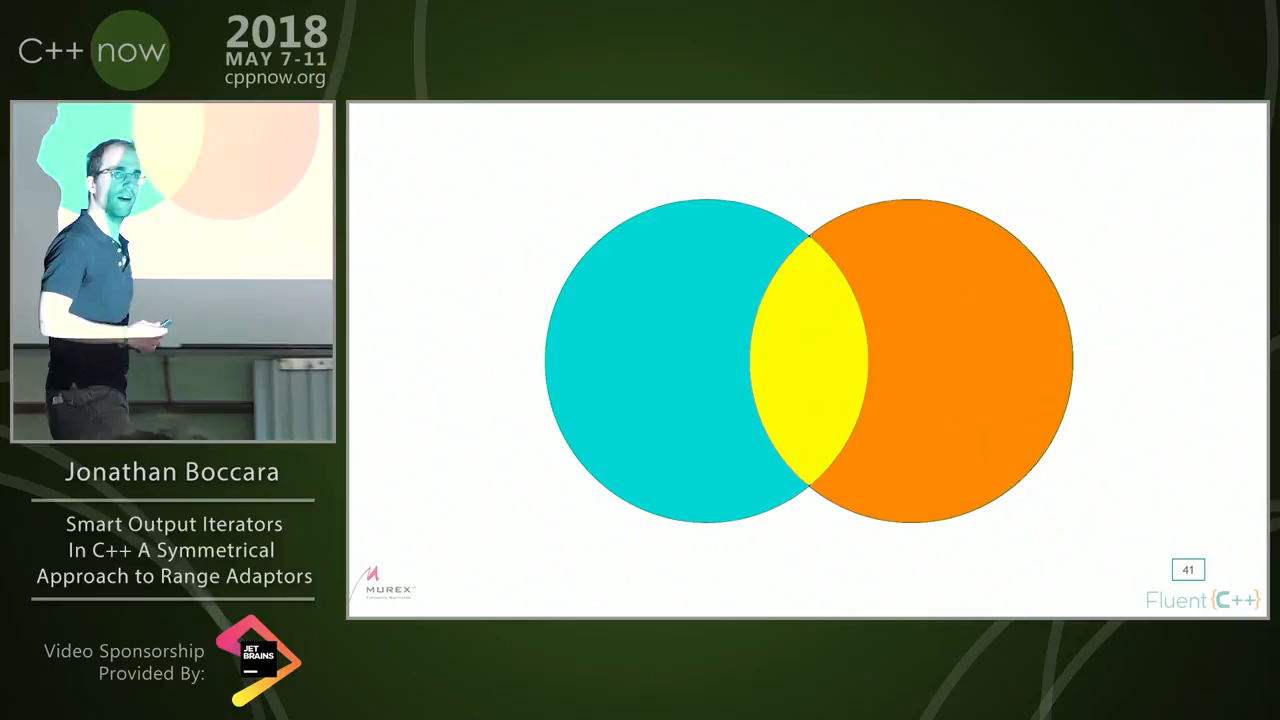 C++ now
2018
MAY 7-11
cppnow.org
Jonathan Boccara
Smart Output Iterators
In C++ A Symmetrical
Approach to Range Adaptors
Video Sponsorship
Provided By:
JET
BRAINS
MUREX
41
Fluent {C++}